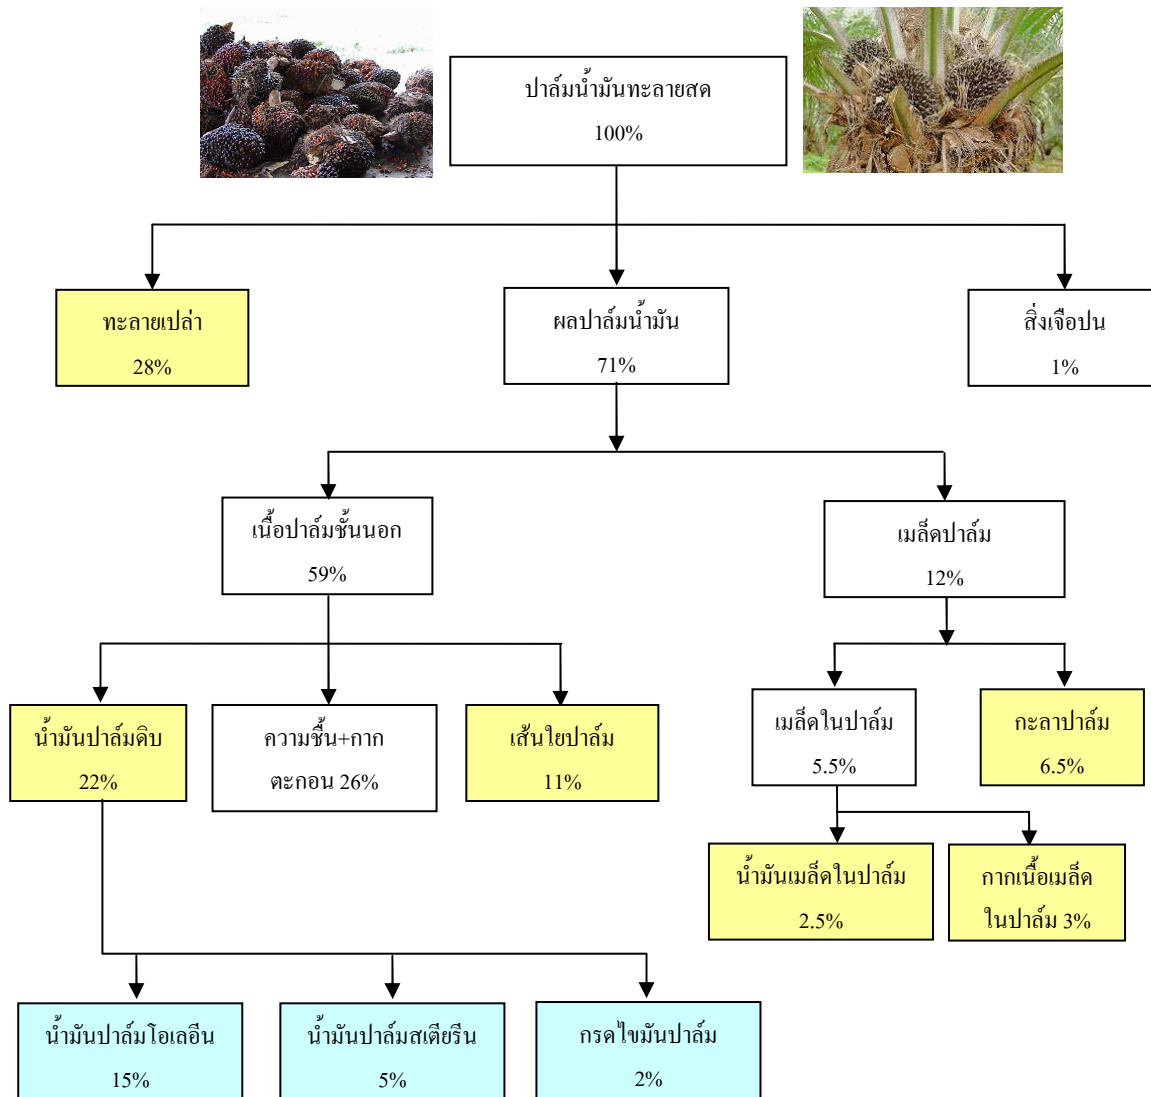 ปาล์มน้ำมันทะลายสด
100%
ทะลายเปล่า
28%
ผลปาล์มน้ำมัน
71%
สิ่งเจือปน
1%
เนื้อปาล์มชั้นนอก
59%
เมล็ดปาล์ม
12%
น้ำมันปาล์มดิบ
22%
ความชื้น+กาก
ตะกอน 26%
เส้นใยปาล์ม
11%
เมล็ดในปาล์ม
5.5%
กะลาปาล์ม
6.5%
น้ำมันเมล็ดในปาล์ม
2.5%
กากเนื้อเมล็ด
ในปาล์ม 3%
น้ำมันปาล์มโอเลอีน
15%
น้ำมันปาล์มสเตียรีน
5%
กรดไขมันปาล์ม
2%